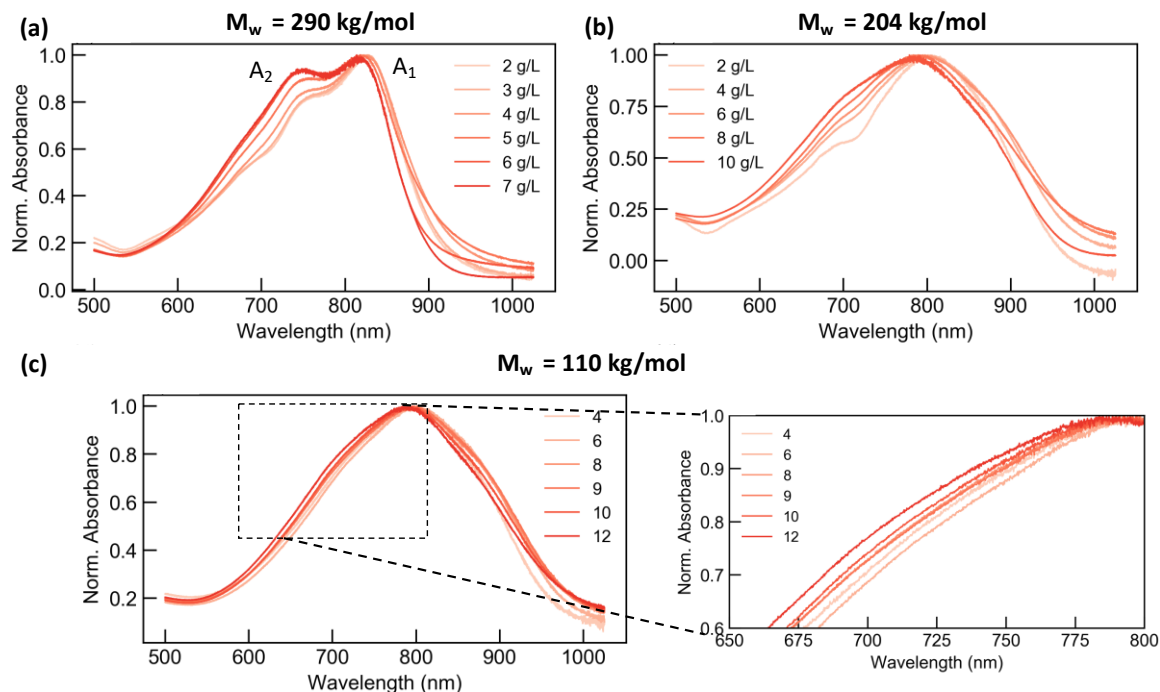 M_w = 290 kg/mol
M_w = 204 kg/mol
(a)
Norm. Absorbance
1.0
0.8
0.6
0.4
0.2
0.0
A_2
A_1
2 g/L
3 g/L
4 g/L
5 g/L
6 g/L
7 g/L
500 600 700 800 900 1000
Wavelength (nm)
(b)
Norm. Absorbance
1.00
0.75
0.50
0.25
0.00
2 g/L
4 g/L
6 g/L
8 g/L
10 g/L
500 600 700 800 900 1000
Wavelength (nm)
(c)
M_w = 110 kg/mol
Norm. Absorbance
1.0
0.8
0.6
0.4
0.2
4
6
8
9
10
12
500 600 700 800 900 1000
Wavelength (nm)
Norm. Absorbance
1.0
0.9
0.8
0.7
0.6
4
6
8
9
10
12
650 675 700 725 750 775 800
Wavelength (nm)